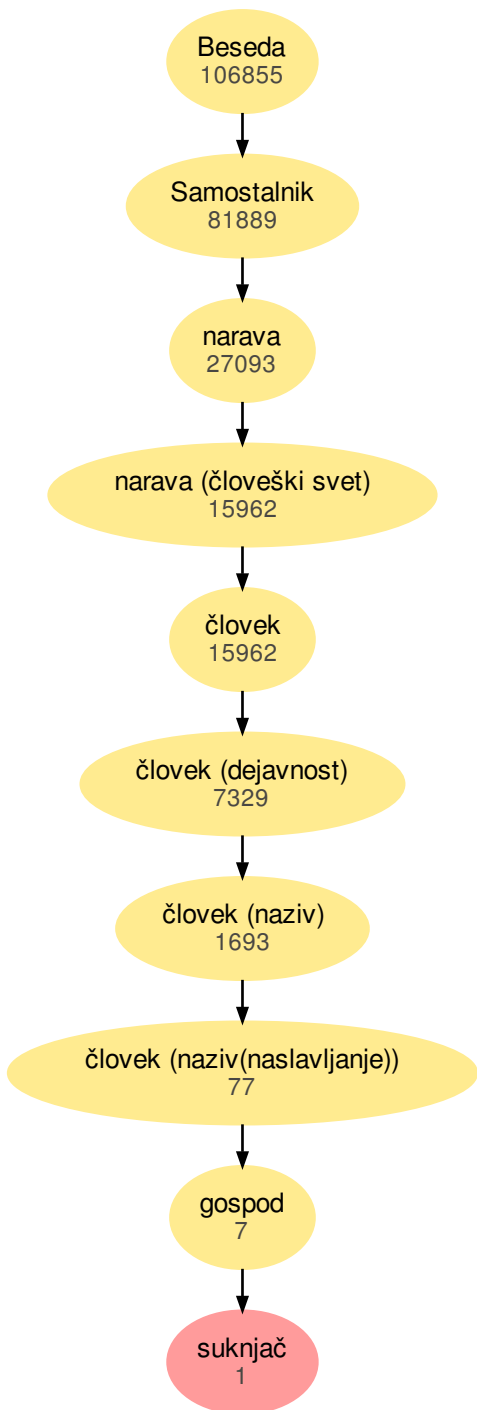 Beseda
106855
Samostalnik
81889
narava
27093
narava (človeški svet)
15962
človek
15962
človek (dejavnost)
7329
človek (naziv)
1693
človek (naziv(naslavljanje))
77
gospod
7
suknjač
1